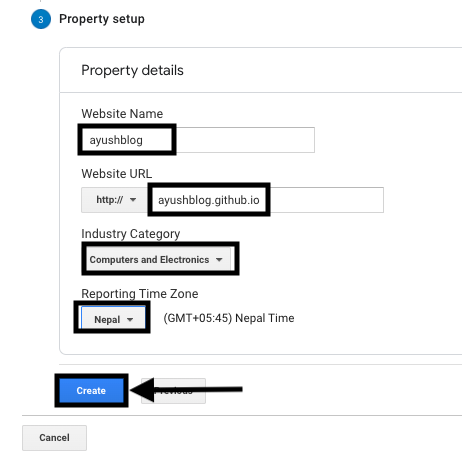 3 Property setup
Property details
Website Name
ayushblog
Website URL
http:// ayushblog.github.io
Industry Category
Computers and Electronics
Reporting Time Zone
Nepal (GMT+05:45) Nepal Time
Create Previous
Cancel